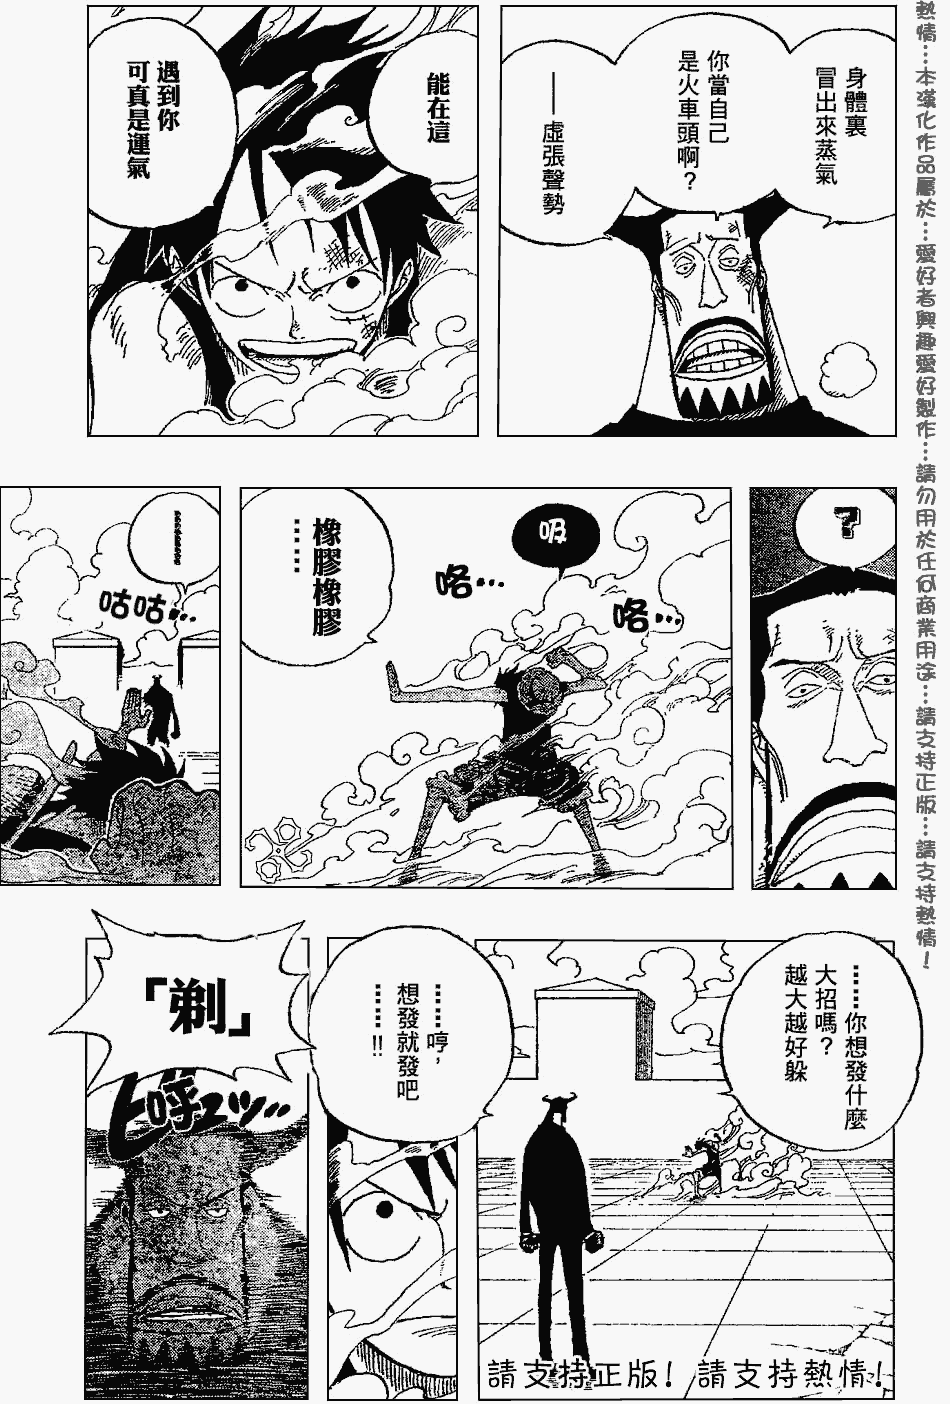 身體裏
冒出來蒸氣
你當自己
是火車頭啊？
——虛張聲勢
能在這
遇到你
可真是運氣
？
吸
咯…
咯…
橡膠橡膠
……
………
咕咕…
……你想發什麼
大招嗎？
越大越好躲
……哼，
想發就發吧
……!!
「剃」
呼ュッ..
請支持正版！請支持熱情！
熱情…本漢化作品屬於…愛好者興趣愛好製作…請勿用於任何商業用途…請支持正版…請支持熱情！